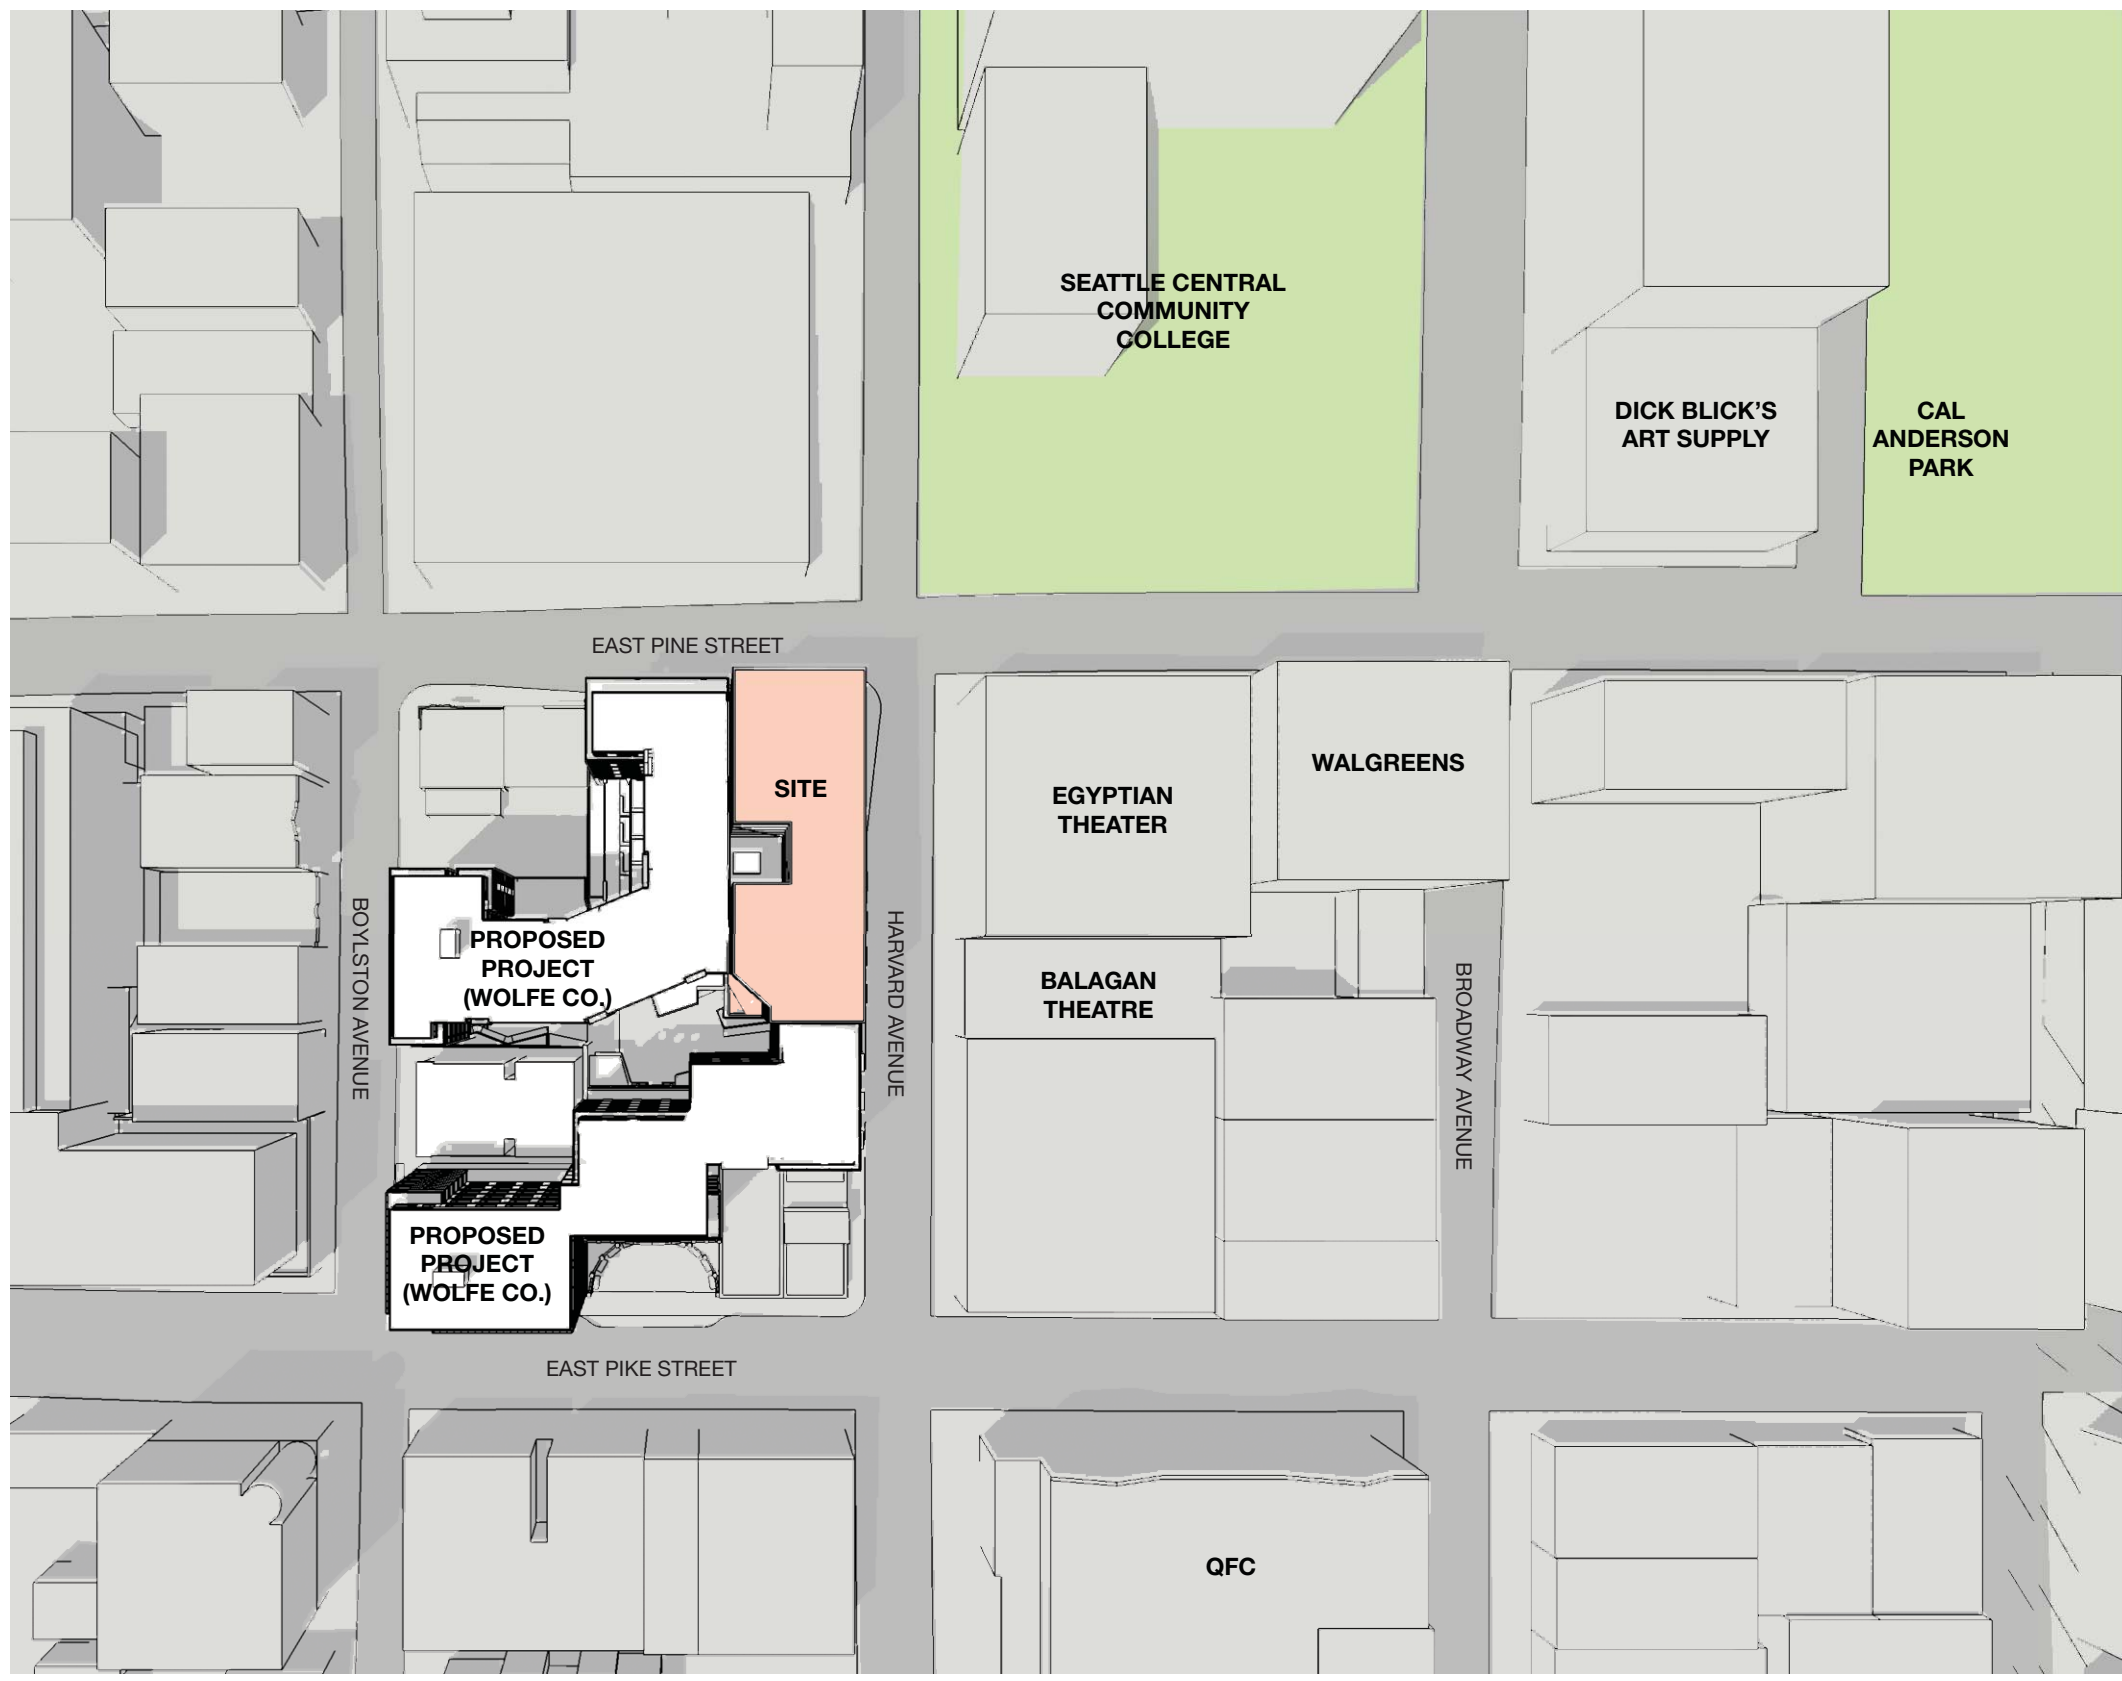 SEATTLE CENTRAL
COMMUNITY
COLLEGE
DICK BLICK'S
ART SUPPLY
CAL
ANDERSON
PARK
EAST PINE STREET
SITE
EGYPTIAN
THEATER
WALGREENS
BOYLSTON AVENUE
PROPOSED
PROJECT
(WOLFE CO.)
HARVARD AVENUE
BALAGAN
THEATRE
BROADWAY AVENUE
PROPOSED
PROJECT
(WOLFE CO.)
EAST PIKE STREET
QFC